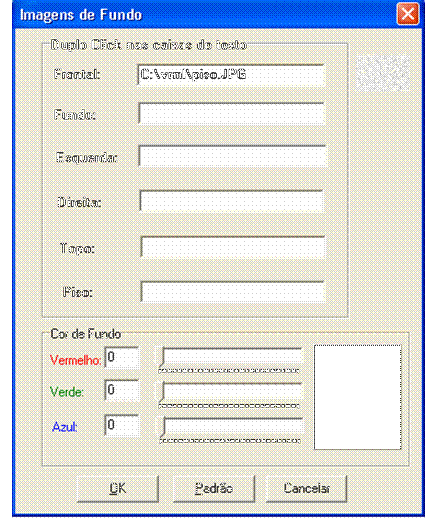 Imagens de Fundo
Duplo Click nas caixas de texto
Frontal: C:\vrml\piso.JPG
Fundo:
Esquerda:
Direita:
Topo:
Piso:
Cor de Fundo
Vermelho: 0
Verde: 0
Azul: 0
OK Padrão Cancelar